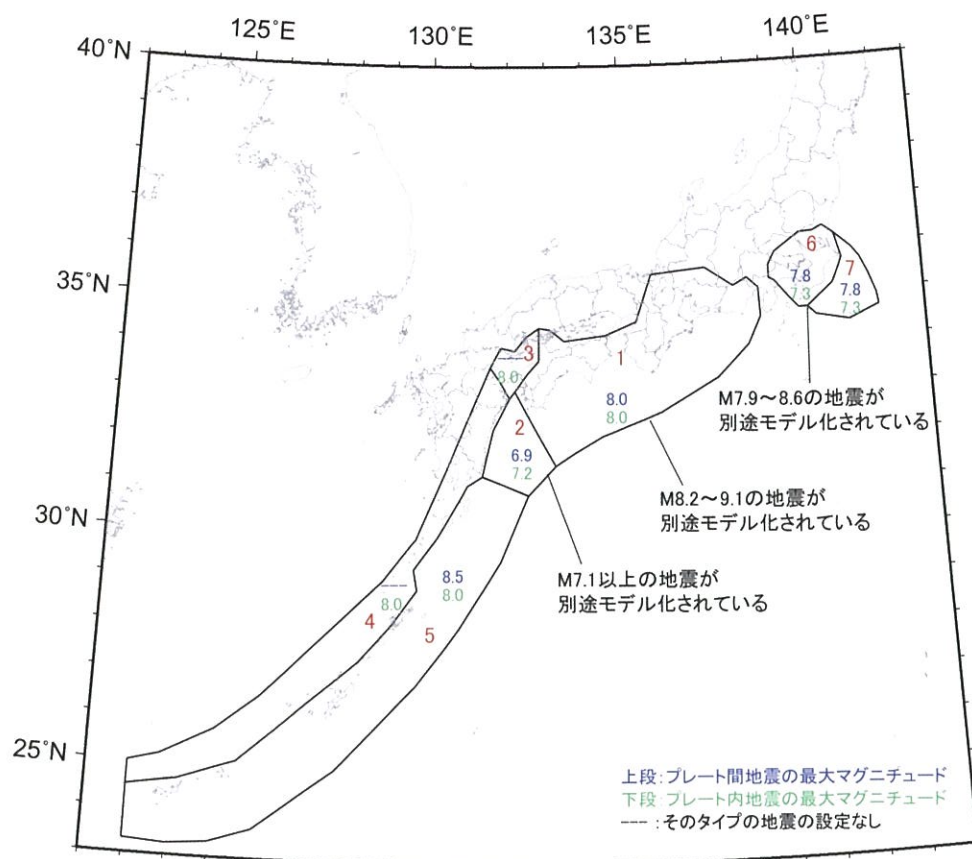 125°E
130°E
135°E
140°E
40°N
35°N
30°N
25°N
6
7.8
7.3
7
7.8
7.3
3
---
8.0
1
8.0
8.0
2
6.9
7.2
M7.9～8.6の地震が
別途モデル化されている
M8.2～9.1の地震が
別途モデル化されている
M7.1以上の地震が
別途モデル化されている
---
8.0
4
8.5
8.0
5
上段：プレート間地震の最大マグニチュード
下段：プレート内地震の最大マグニチュード
---：そのタイプの地震の設定なし